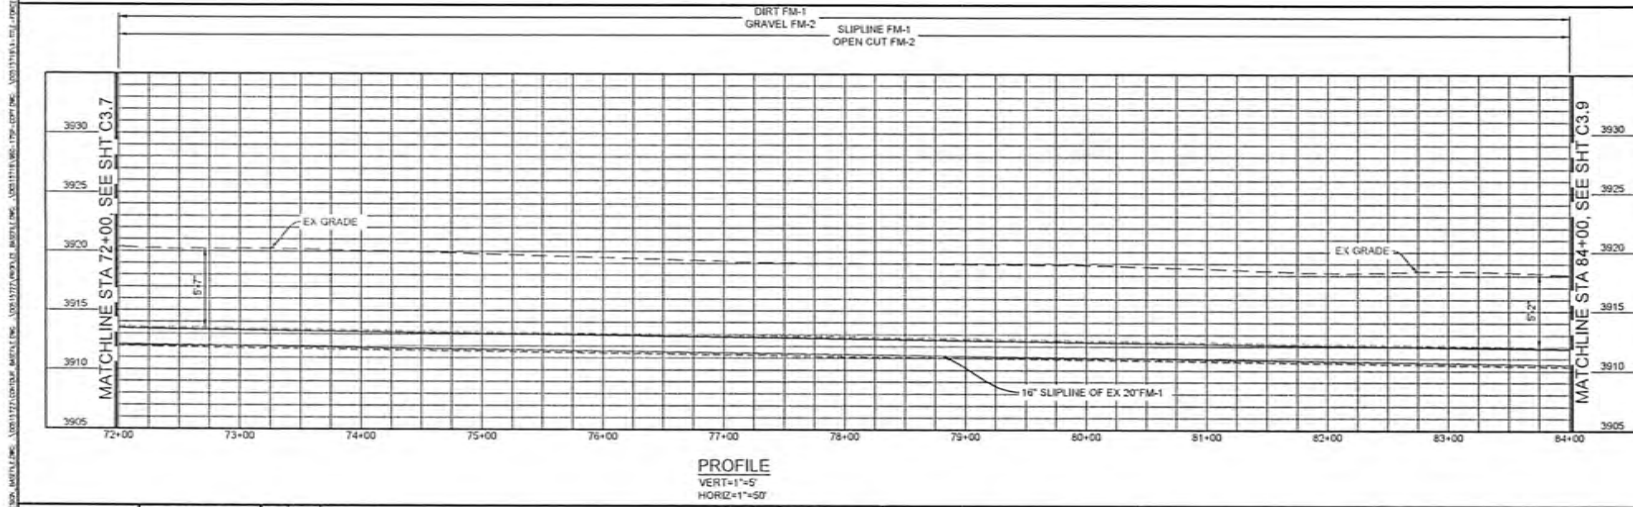 DIRT FM-1
GRAVEL FM-2
SLIPLINE FM-1
OPEN CUT FM-2
MATCHLINE STA 72+00, SEE SHT C3.7
MATCHLINE STA 84+00, SEE SHT C3.9
3930
3925
3920
3915
3910
3905
EX GRADE
EX GRADE
5'-2"
16" SLIPLINE OF EX 20"FM-1
3930
3925
3920
3915
3910
3905
72+00 73+00 74+00 75+00 76+00 77+00 78+00 79+00 80+00 81+00 82+00 83+00 84+00
PROFILE
VERT=1"=5'
HORIZ=1"=50'